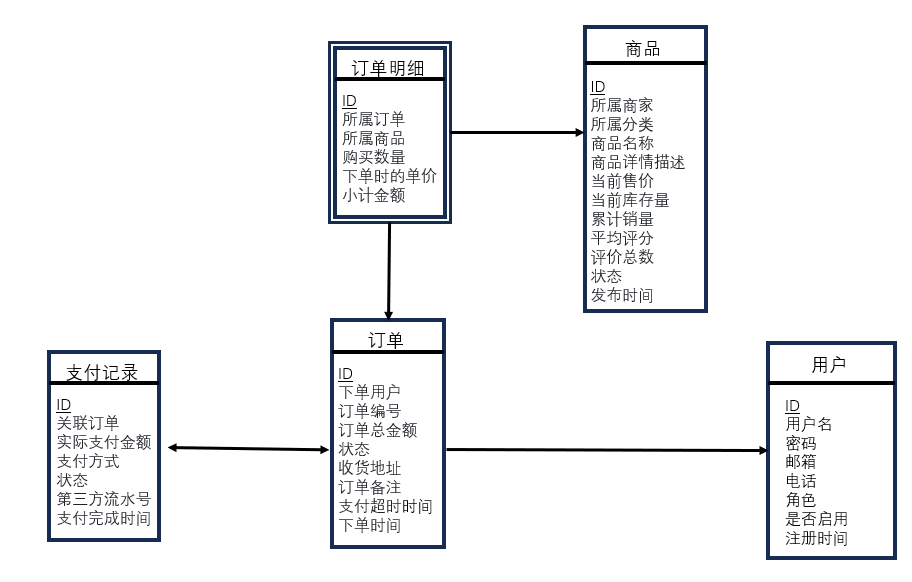 订单明细
ID
所属订单
所属商品
购买数量
下单时的单价
小计金额
商品
ID
所属商家
所属分类
商品名称
商品详情描述
当前售价
当前库存量
累计销量
平均评分
评价总数
状态
发布时间
支付记录
ID
关联订单
实际支付金额
支付方式
状态
第三方流水号
支付完成时间
订单
ID
下单用户
订单编号
订单总金额
状态
收货地址
订单备注
支付超时时间
下单时间
用户
ID
用户名
密码
邮箱
电话
角色
是否启用
注册时间